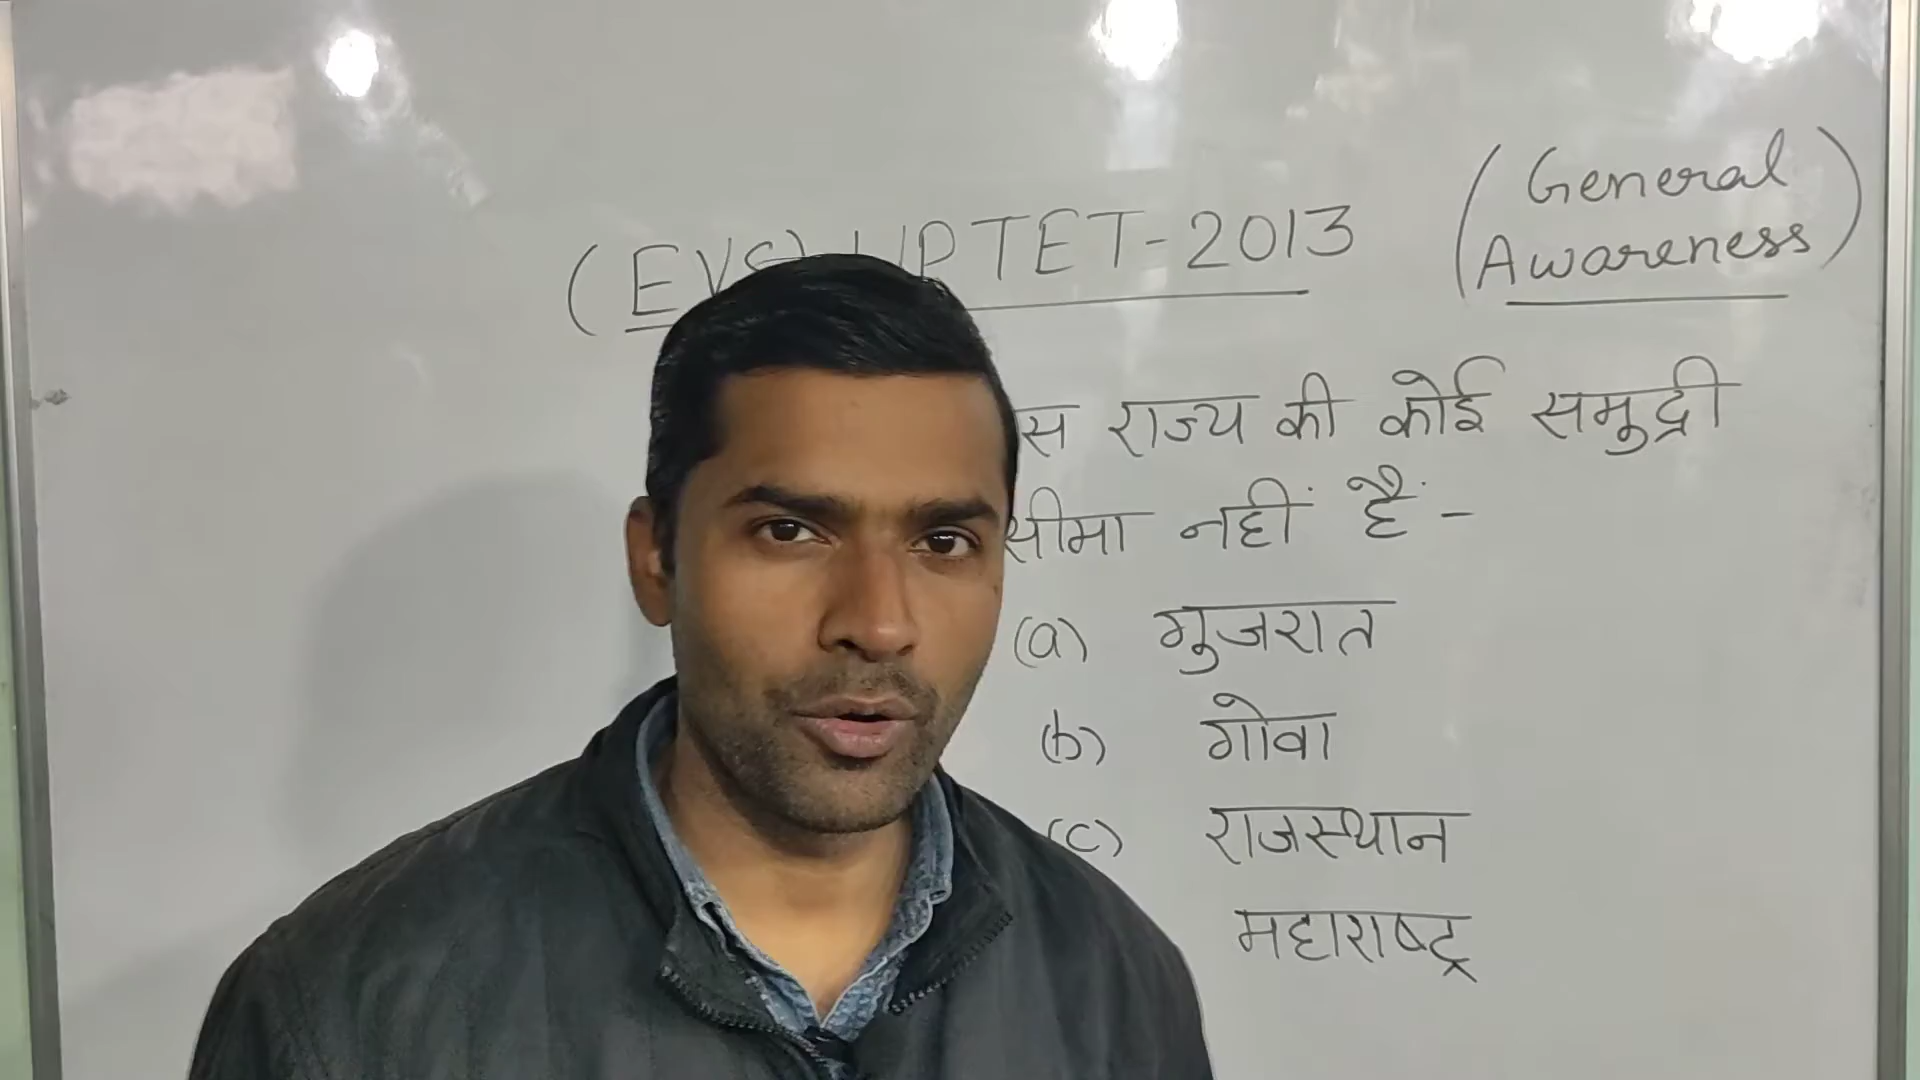 (EVS) UPTET-2013
(General
Awareness)
राज्य की कोई समुद्री
सीमा नहीं है -
(a) गुजरात
(b) गोवा
(c) राजस्थान
महाराष्ट्र